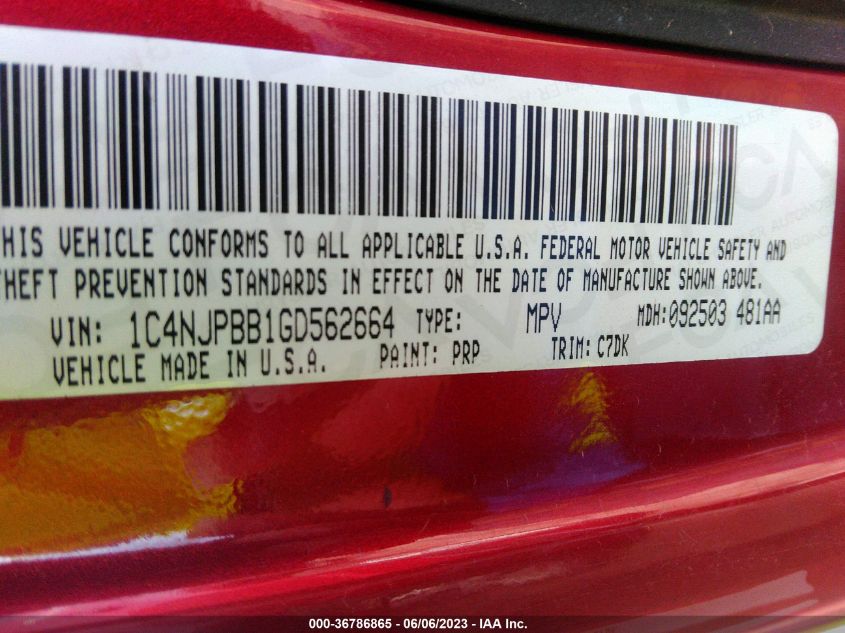 HIS VEHICLE CONFORMS TO ALL APPLICABLE U.S.A. FEDERAL MOTOR VEHICLE SAFETY AND
THEFT PREVENTION STANDARDS IN EFFECT ON THE DATE OF MANUFACTURE SHOWN ABOVE.
VIN: 1C4NJPBB1GD562664 TYPE: MPV MDH:092503 481AA
VEHICLE MADE IN U.S.A. PAINT: PRP TRIM: C7DK
000-36786865 / 06/06/2023 - IAA Inc.